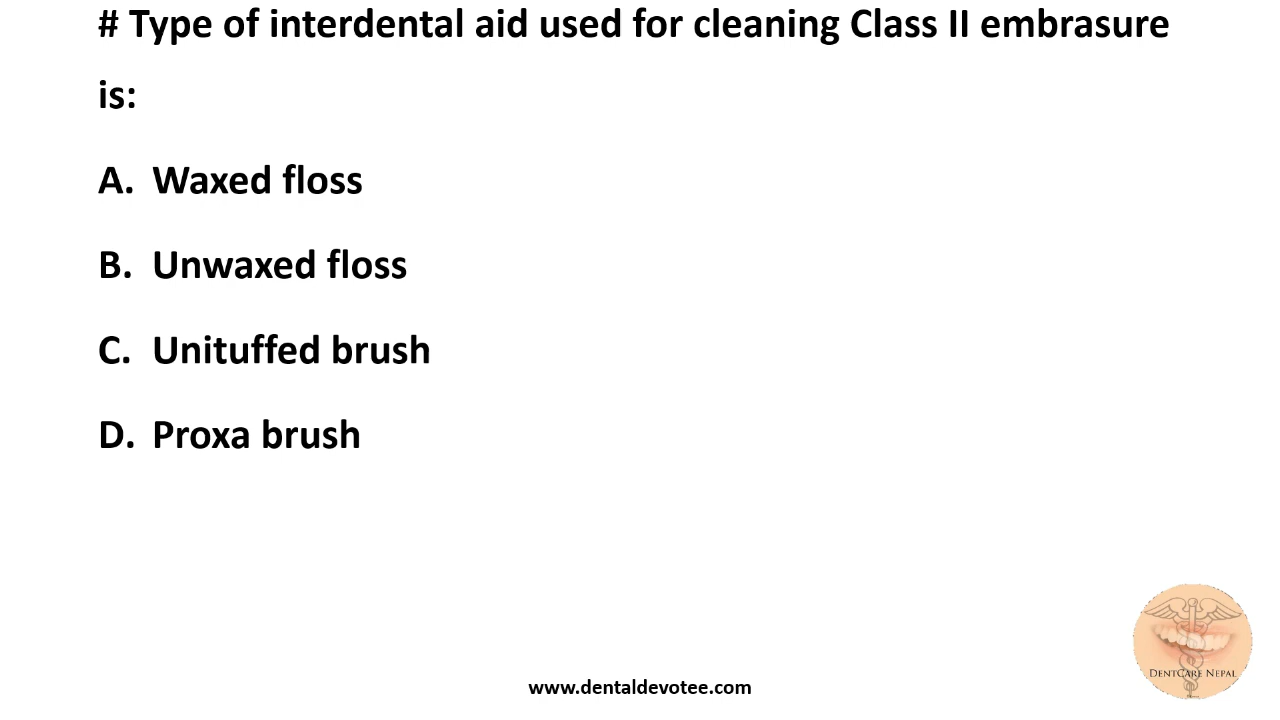 # Type of interdental aid used for cleaning Class II embrasure
is:
A. Waxed floss
B. Unwaxed floss
C. Unituffed brush
D. Proxa brush
DentCare Nepal
www.dentaldevotee.com